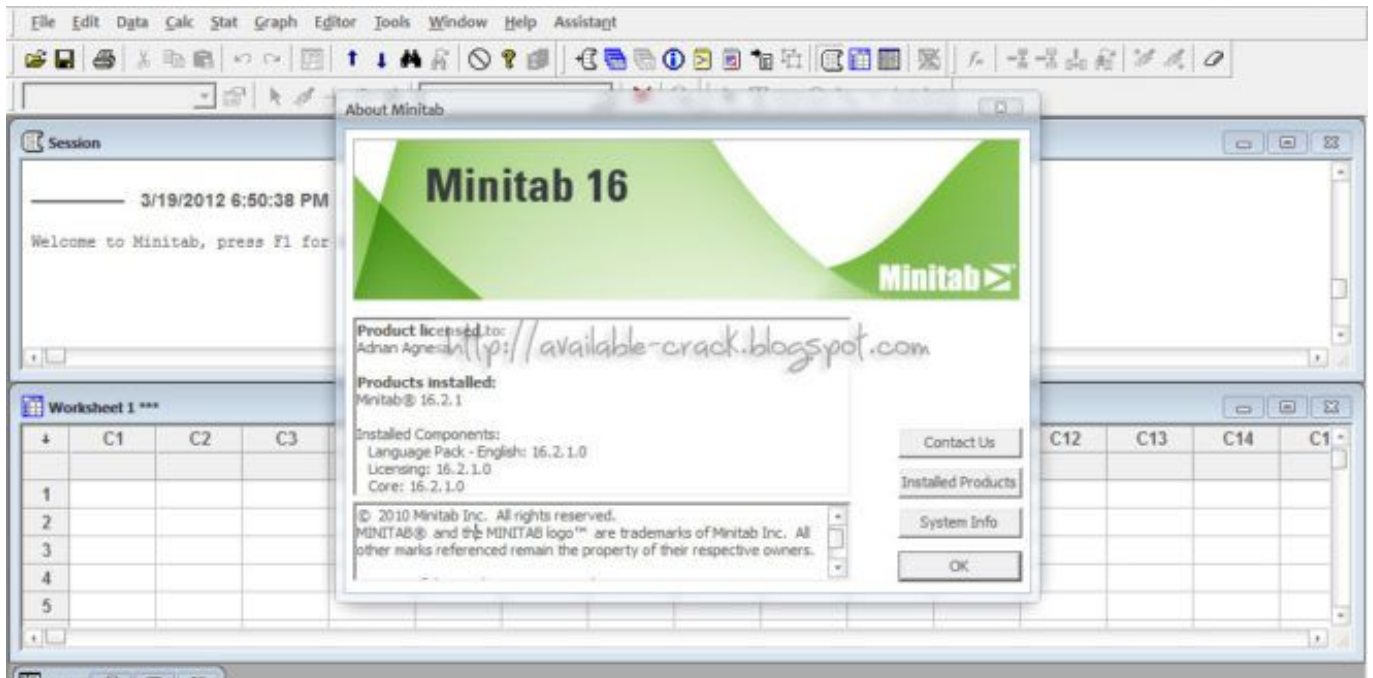 File Edit Data Calc Stat Graph Editor Tools Window Help Assistant
About Minitab
Session
3/19/2012 6:50:38 PM
Welcome to Minitab, press F1 for
Minitab 16
Minitab
Product licensed to:
Adnan
http://available-crack.blogspot.com
Products installed:
Minitab® 16.2.1
Installed Components:
Language Pack - English: 16.2.1.0
Licensing: 16.2.1.0
Core: 16.2.1.0
© 2010 Minitab Inc. All rights reserved.
MINITAB® and the MINITAB logo™ are trademarks of Minitab Inc. All
other marks referenced remain the property of their respective owners.
Contact Us
Installed Products
System Info
OK
Worksheet 1 ***
C1 C2 C3 C12 C13 C14 C1
1
2
3
4
5